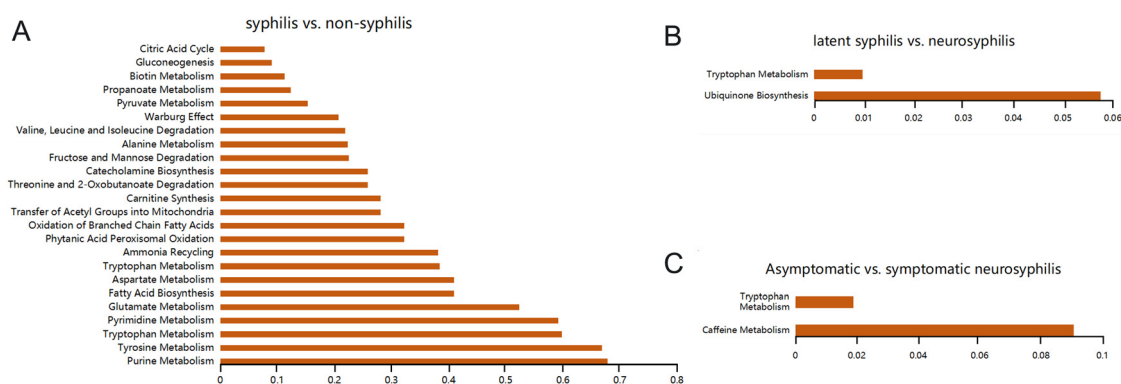 A
syphilis vs. non-syphilis
Citric Acid Cycle
Gluconeogenesis
Biotin Metabolism
Propanoate Metabolism
Pyruvate Metabolism
Warburg Effect
Valine, Leucine and Isoleucine Degradation
Alanine Metabolism
Fructose and Mannose Degradation
Catecholamine Biosynthesis
Threonine and 2-Oxobutanoate Degradation
Carnitine Synthesis
Transfer of Acetyl Groups into Mitochondria
Oxidation of Branched Chain Fatty Acids
Phytanic Acid Peroxisomal Oxidation
Ammonia Recycling
Tryptophan Metabolism
Aspartate Metabolism
Fatty Acid Biosynthesis
Glutamate Metabolism
Pyrimidine Metabolism
Tryptophan Metabolism
Tyrosine Metabolism
Purine Metabolism
0 0.1 0.2 0.3 0.4 0.5 0.6 0.7 0.8
B
latent syphilis vs. neurosyphilis
Tryptophan Metabolism
Ubiquinone Biosynthesis
0 0.01 0.02 0.03 0.04 0.05 0.06
C
Asymptomatic vs. symptomatic neurosyphilis
Tryptophan
Metabolism
Caffeine Metabolism
0 0.02 0.04 0.06 0.08 0.1